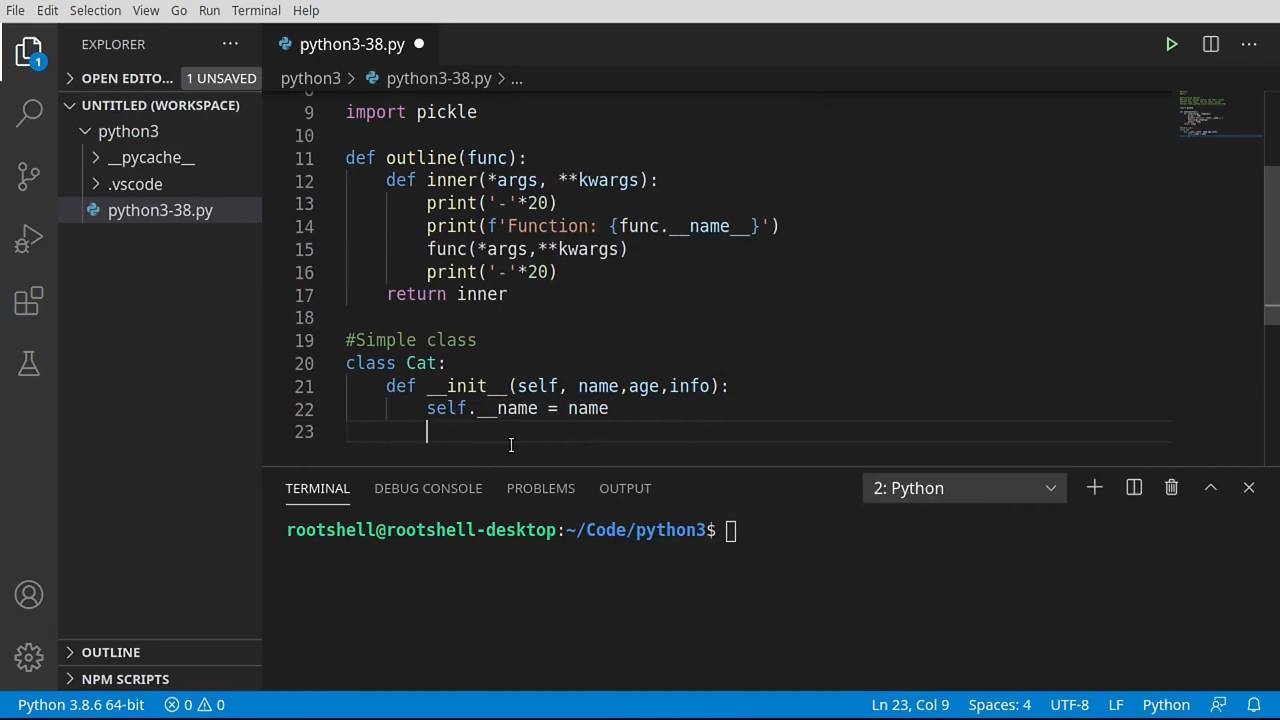 File Edit Selection View Go Run Terminal Help
EXPLORER
OPEN EDITO... 1 UNSAVED
UNTITLED (WORKSPACE)
python3
__pycache__
.vscode
python3-38.py
OUTLINE
NPM SCRIPTS
1
python3-38.py
python3 > python3-38.py > ...
9 import pickle
10
11 def outline(func):
12 def inner(*args, **kwargs):
13 print('-'*20)
14 print(f'Function: {func.__name__}')
15 func(*args,**kwargs)
16 print('-'*20)
17 return inner
18
19 #Simple class
20 class Cat:
21 def __init__(self, name,age,info):
22 self.__name = name
23
TERMINAL DEBUG CONSOLE PROBLEMS OUTPUT 2: Python
rootshell@rootshell-desktop:~/Code/python3$
Python 3.8.6 64-bit 0 0 Ln 23, Col 9 Spaces: 4 UTF-8 LF Python